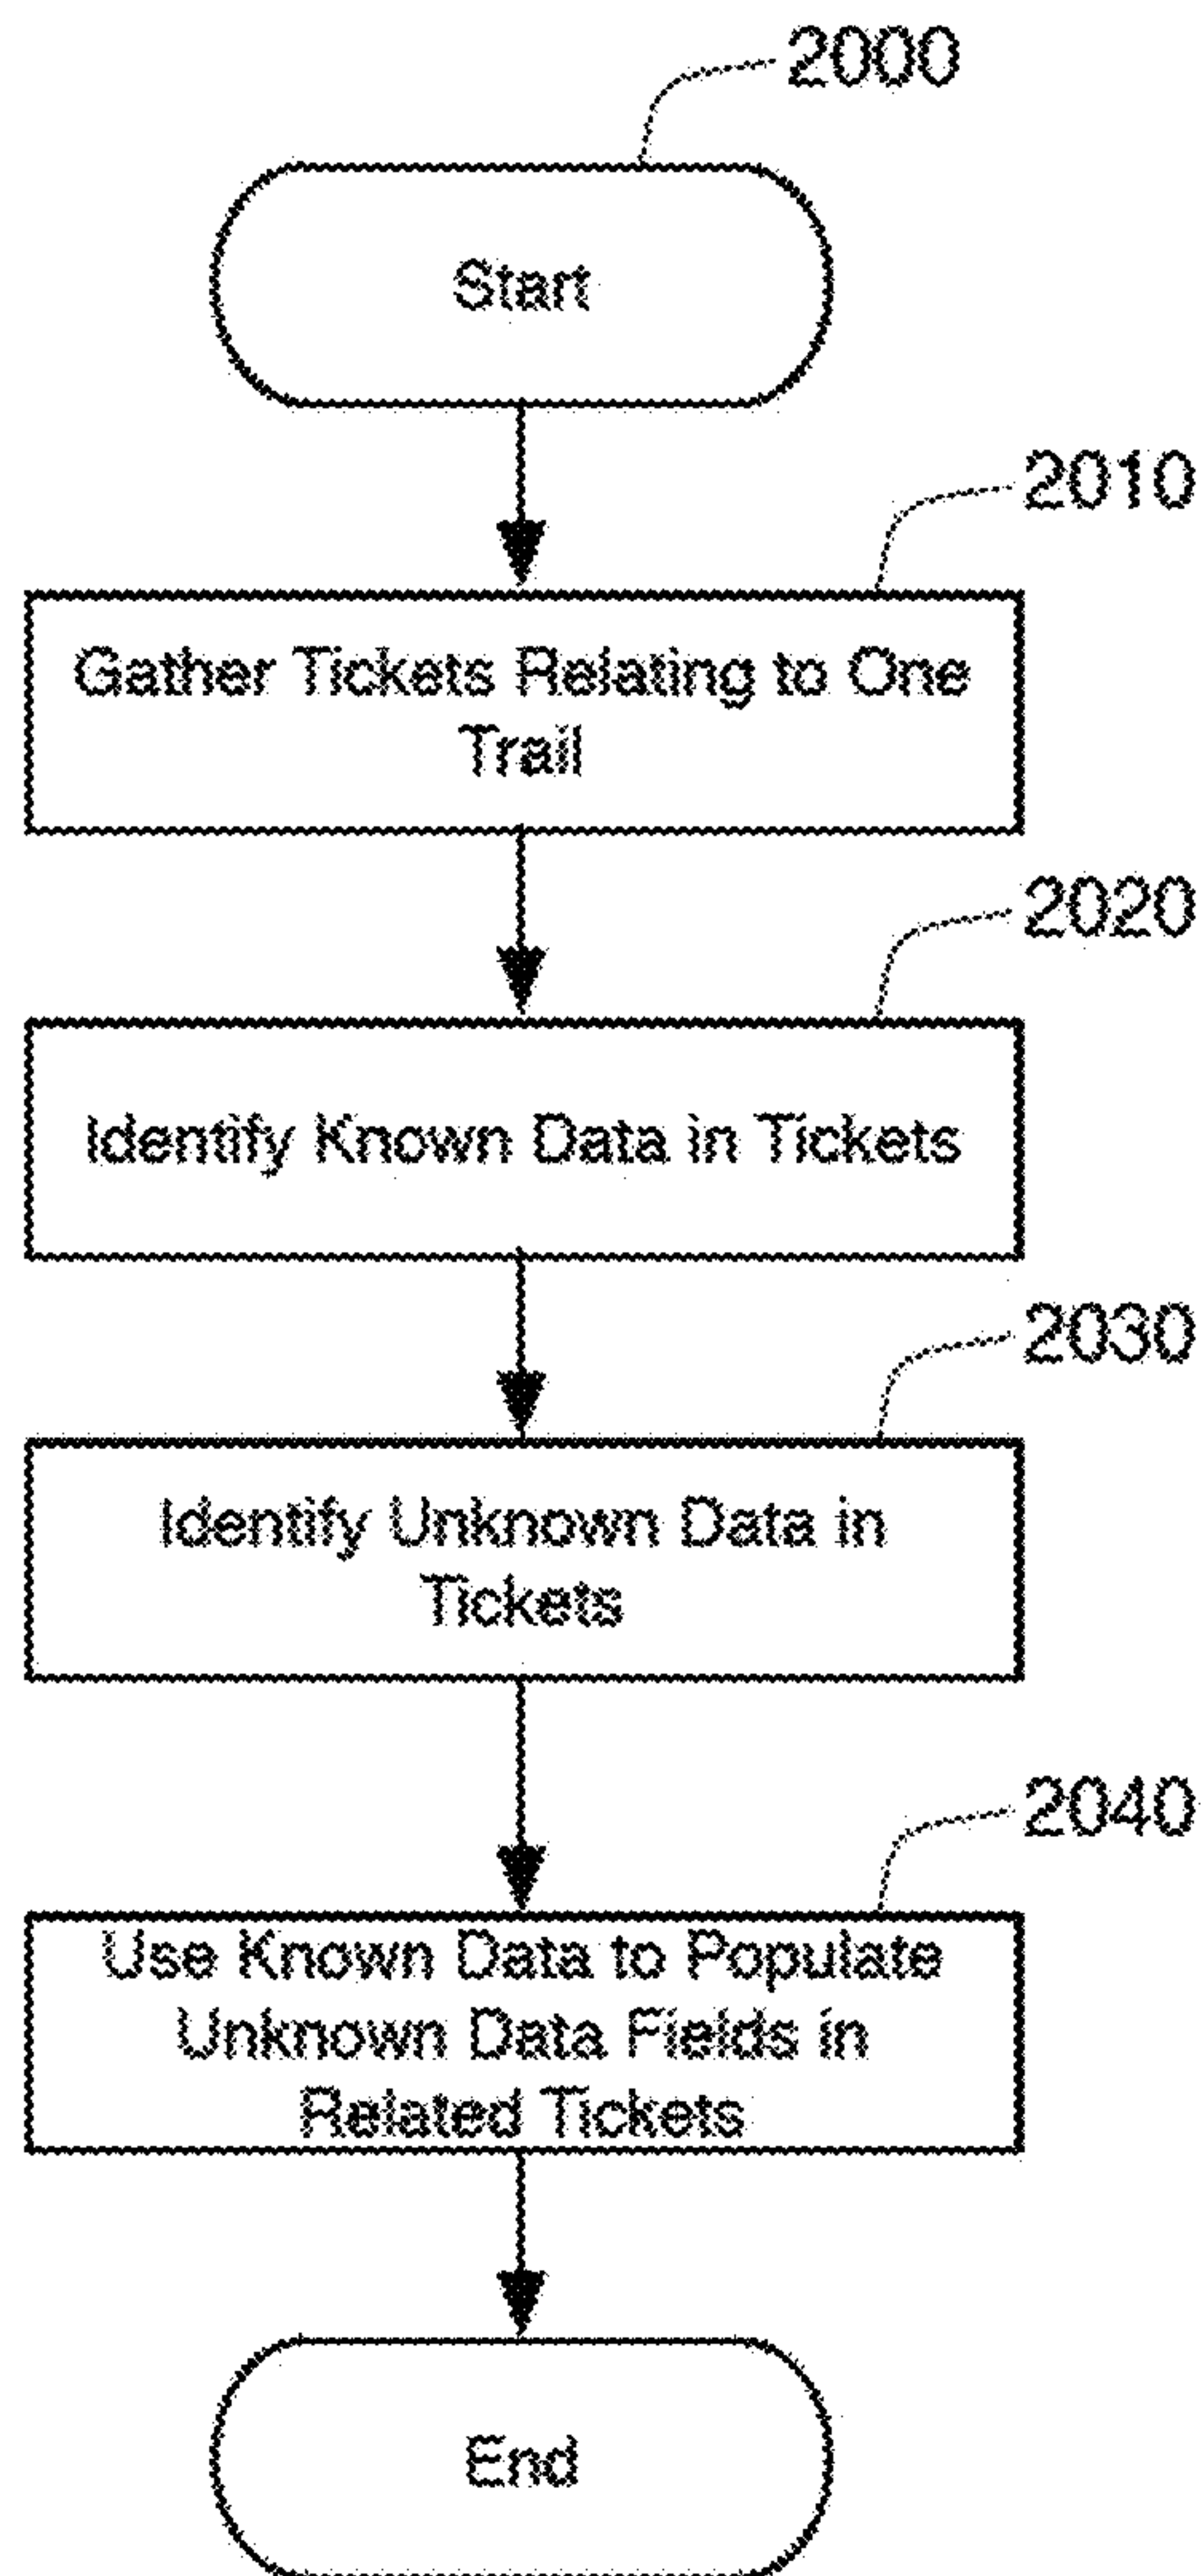 2000
Start
2010
Gather Tickets Relating to One
Trail
2020
Identify Known Data in Tickets
2030
Identify Unknown Data in
Tickets
2040
Use Known Data to Populate
Unknown Data Fields in
Related Tickets
End